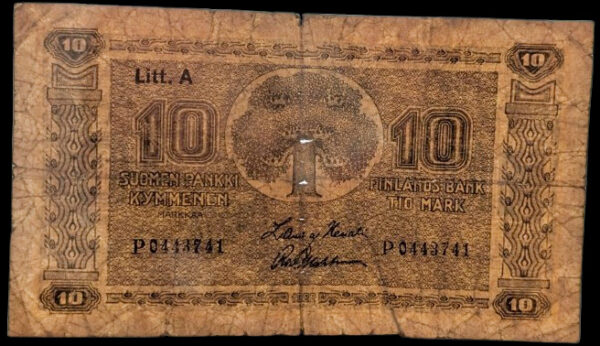 10 10
Litt. A
10 10
SUOMEN PANKKI FINLANDS BANK
KYMMENEN TIO MARK
MARKKAA
P0443741 P0443741
10 10